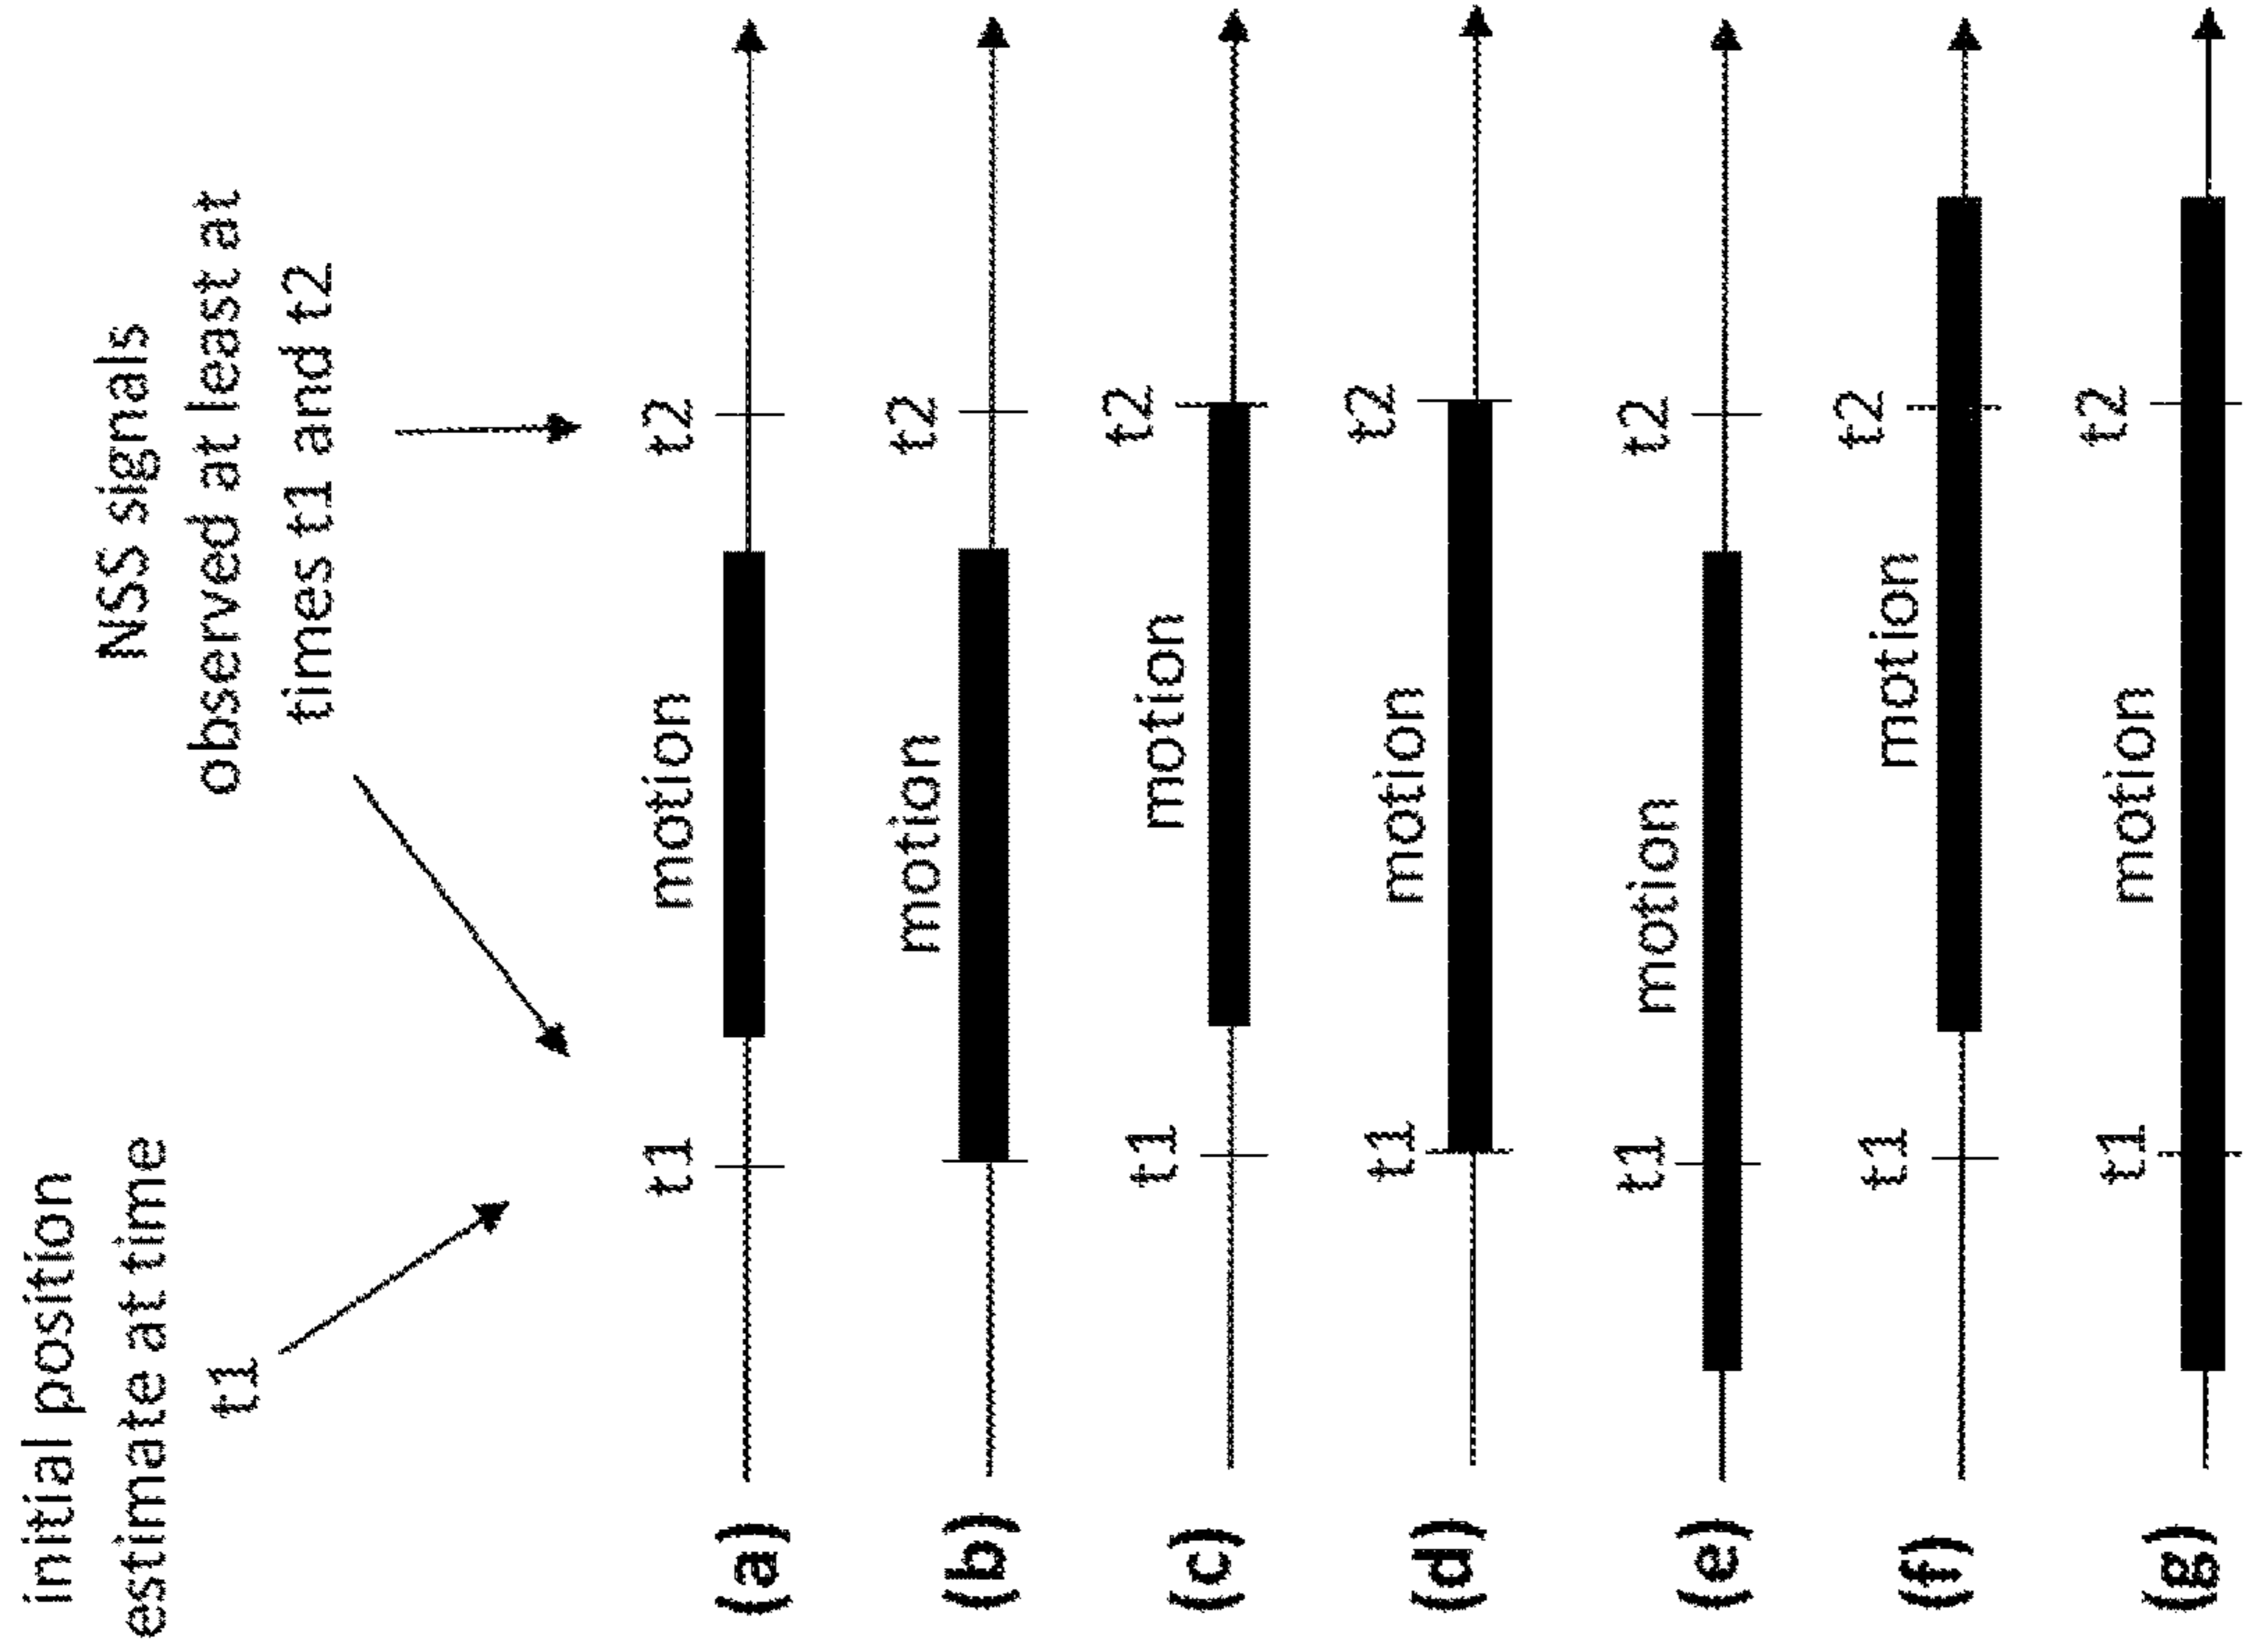 initial position
estimate at time
t1
NSS signals
observed at least at
times t1 and t2
(a) t1 motion t2
(b) motion t2
(c) t1 motion t2
(d) t1 motion t2
(e) t1 motion t2
(f) t1 motion t2
(g) t1 motion t2